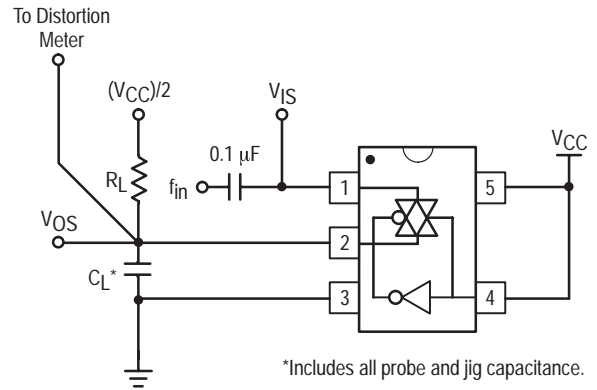 To Distortion
Meter
(VCC)/2
VIS
VCC
0.1 μF
RL
fin
1
5
VOS
2
CL*
3
4
*Includes all probe and jig capacitance.